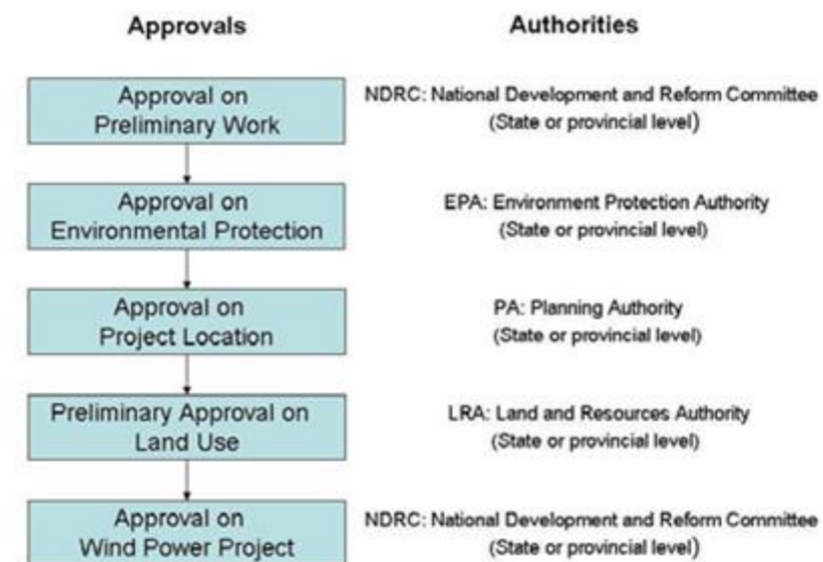 Approvals
Authorities
Approval on
Preliminary Work
NDRC: National Development and Reform Committee
(State or provincial level)
Approval on
Environmental Protection
EPA: Environment Protection Authority
(State or provincial level)
Approval on
Project Location
PA: Planning Authority
(State or provincial level)
Preliminary Approval on
Land Use
LRA: Land and Resources Authority
(State or provincial level)
Approval on
Wind Power Project
NDRC: National Development and Reform Committee
(State or provincial level)